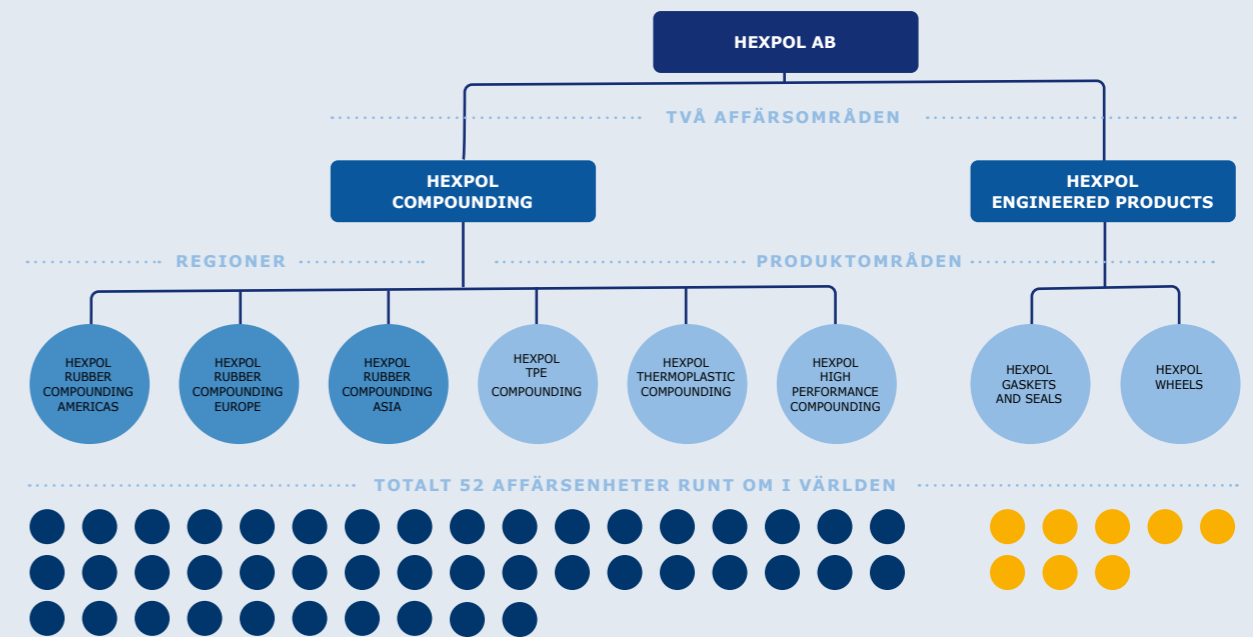 HEXPOL AB
TVÅ AFFÄRSOMRÅDEN
HEXPOL
COMPOUNDING
HEXPOL
ENGINEERED PRODUCTS
REGIONER
PRODUKTOMRÅDEN
HEXPOL
RUBBER
COMPOUNDING
AMERICAS
HEXPOL
RUBBER
COMPOUNDING
EUROPE
HEXPOL
RUBBER
COMPOUNDING
ASIA
HEXPOL
TPE
COMPOUNDING
HEXPOL
THERMOPLASTIC
COMPOUNDING
HEXPOL
HIGH
PERFORMANCE
COMPOUNDING
HEXPOL
GASKETS
AND SEALS
HEXPOL
WHEELS
TOTALT 52 AFFÄRSENHETER RUNT OM I VÄRLDEN